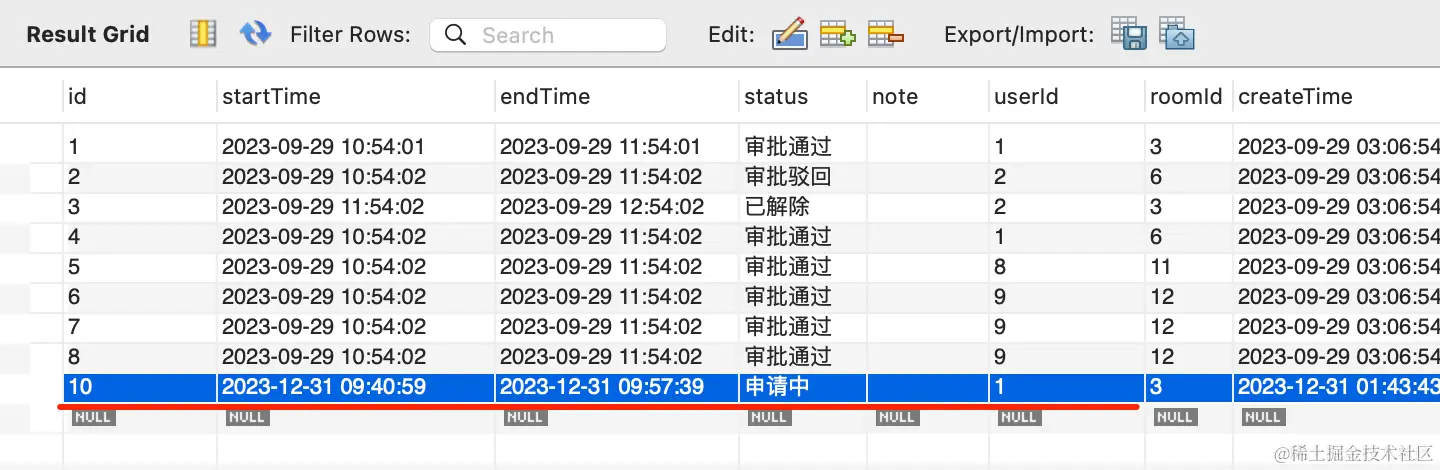 Result Grid Filter Rows: Search Edit: Export/Import:
id startTime endTime status note userId roomId createTime
1 2023-09-29 10:54:01 2023-09-29 11:54:01 审批通过 1 3 2023-09-29 03:06:54
2 2023-09-29 10:54:02 2023-09-29 11:54:02 审批驳回 2 6 2023-09-29 03:06:54
3 2023-09-29 11:54:02 2023-09-29 12:54:02 已解除 2 3 2023-09-29 03:06:54
4 2023-09-29 10:54:02 2023-09-29 11:54:02 审批通过 1 6 2023-09-29 03:06:54
5 2023-09-29 10:54:02 2023-09-29 11:54:02 审批通过 8 11 2023-09-29 03:06:54
6 2023-09-29 10:54:02 2023-09-29 11:54:02 审批通过 9 12 2023-09-29 03:06:54
7 2023-09-29 10:54:02 2023-09-29 11:54:02 审批通过 9 12 2023-09-29 03:06:54
8 2023-09-29 10:54:02 2023-09-29 11:54:02 审批通过 9 12 2023-09-29 03:06:54
10 2023-12-31 09:40:59 2023-12-31 09:57:39 申请中 1 3 2023-12-31 01:43:43
NULL NULL NULL NULL NULL NULL NULL NULL
@稀土掘金技术社区